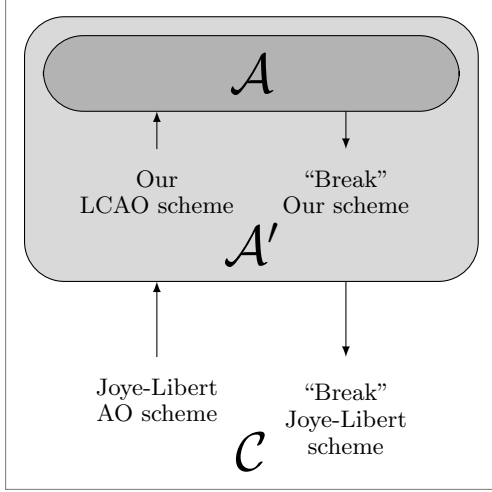 𝒜
Our
LCAO scheme
“Break”
Our scheme
𝒜′
Joye-Libert
AO scheme
“Break”
Joye-Libert
scheme
𝒞